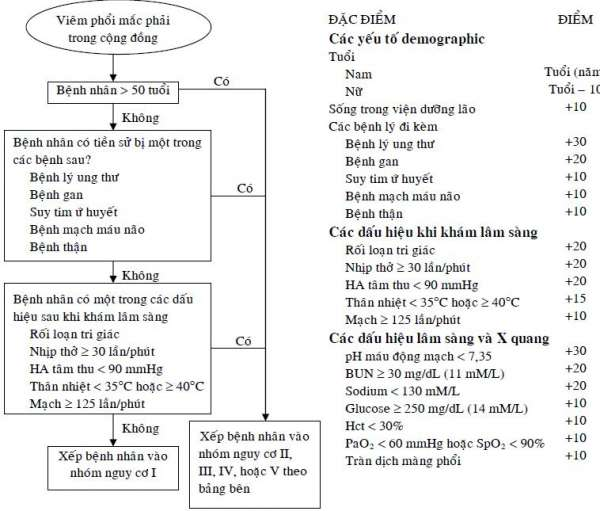 Viêm phổi mắc phải
trong cộng đồng
Bệnh nhân > 50 tuổi
Có
Không
Bệnh nhân có tiền sử bị một trong
các bệnh sau?
Bệnh lý ung thư
Bệnh gan
Suy tim ứ huyết
Bệnh mạch máu não
Bệnh thận
Có
Không
Bệnh nhân có một trong các dấu
hiệu sau khi khám lâm sàng
Rối loạn tri giác
Nhịp thở ≥ 30 lần/phút
HA tâm thu < 90 mmHg
Thân nhiệt < 35°C hoặc ≥ 40°C
Mạch ≥ 125 lần/phút
Có
Không
Xếp bệnh nhân vào
nhóm nguy cơ I
Xếp bệnh nhân vào
nhóm nguy cơ II,
III, IV, hoặc V theo
bảng bên
ĐẶC ĐIỂM ĐIỂM
Các yếu tố demographic
Tuổi
Nam Tuổi (năm
Nữ Tuổi – 10
Sống trong viện dưỡng lão +10
Các bệnh lý đi kèm
Bệnh lý ung thư +30
Bệnh gan +20
Suy tim ứ huyết +10
Bệnh mạch máu não +10
Bệnh thận +10
Các dấu hiệu khi khám lâm sàng
Rối loạn tri giác +20
Nhịp thở ≥ 30 lần/phút +20
HA tâm thu < 90 mmHg +20
Thân nhiệt < 35°C hoặc ≥ 40°C +15
Mạch ≥ 125 lần/phút +10
Các dấu hiệu lâm sàng và X quang
pH máu động mạch < 7,35 +30
BUN ≥ 30 mg/dL (11 mM/L) +20
Sodium < 130 mM/L +20
Glucose ≥ 250 mg/dL (14 mM/L) +10
Hct < 30% +10
PaO₂ < 60 mmHg hoặc SpO₂ < 90% +10
Tràn dịch màng phổi +10